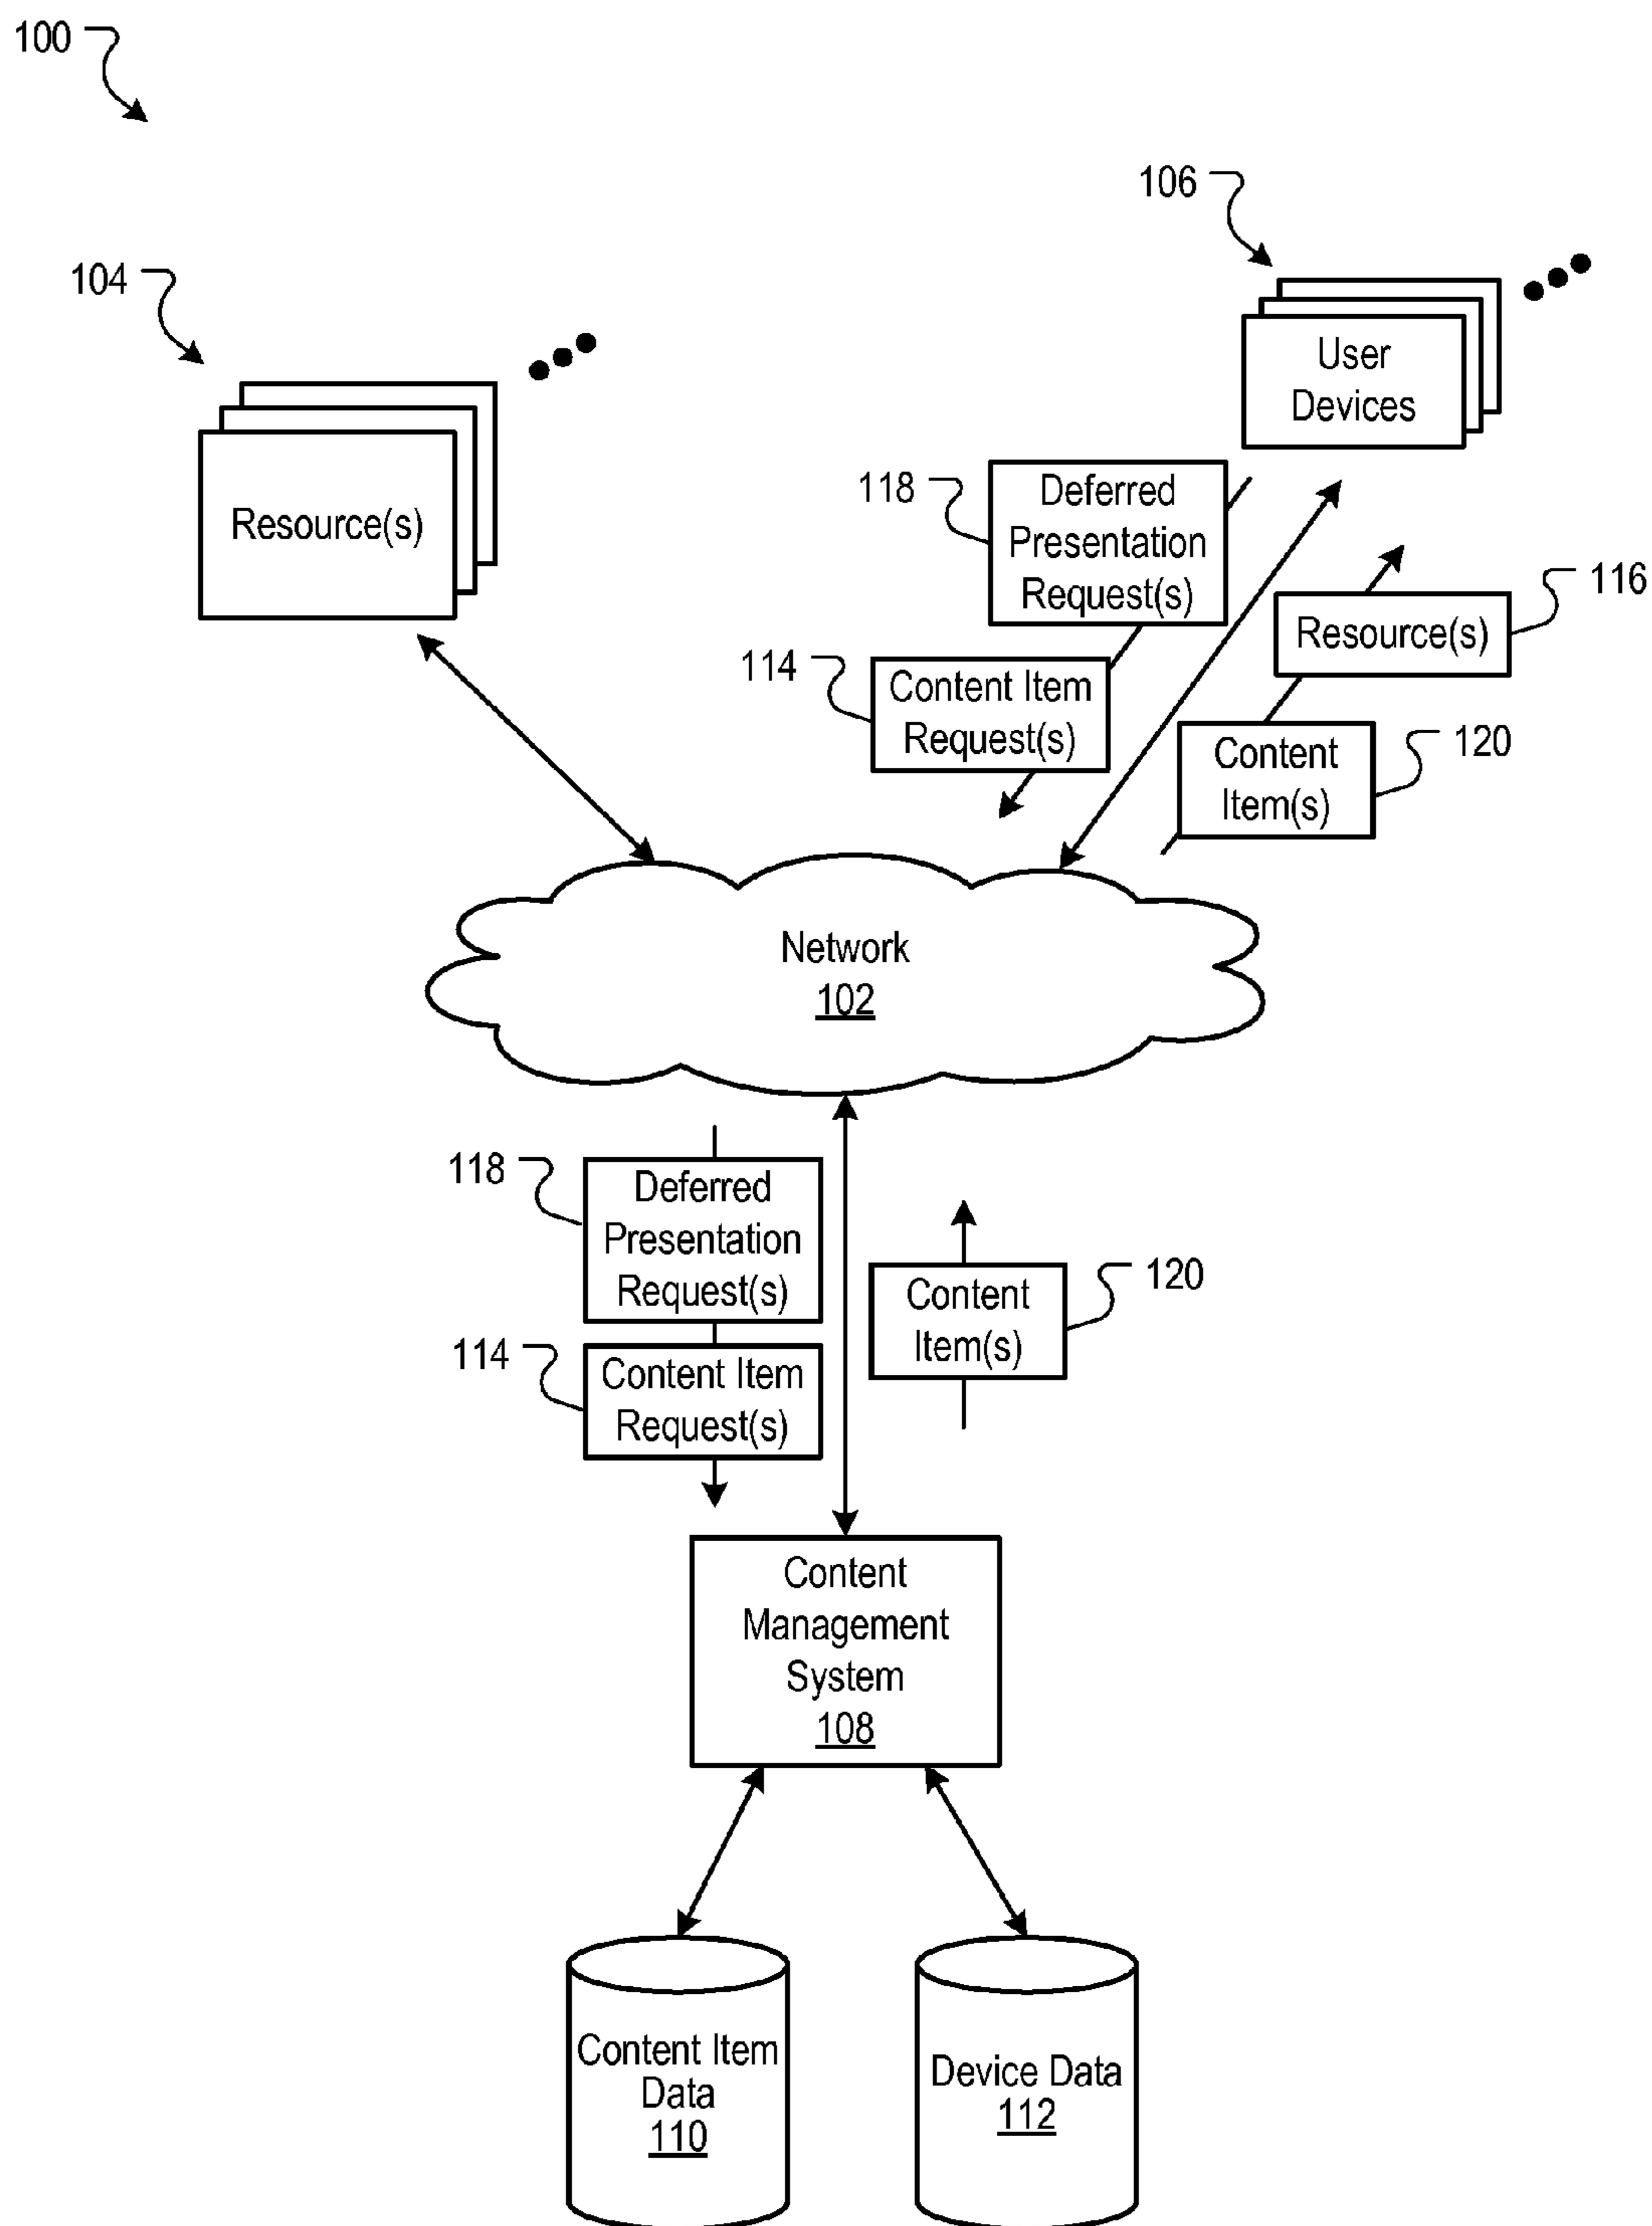 100
106
104
User
Devices
118
Deferred
Presentation
Request(s)
Resource(s)
116
Resource(s)
114
Content Item
Request(s)
120
Content
Item(s)
Network
102
118
Deferred
Presentation
Request(s)
120
Content
Item(s)
114
Content Item
Request(s)
Content
Management
System
108
Content Item
Data
110
Device Data
112